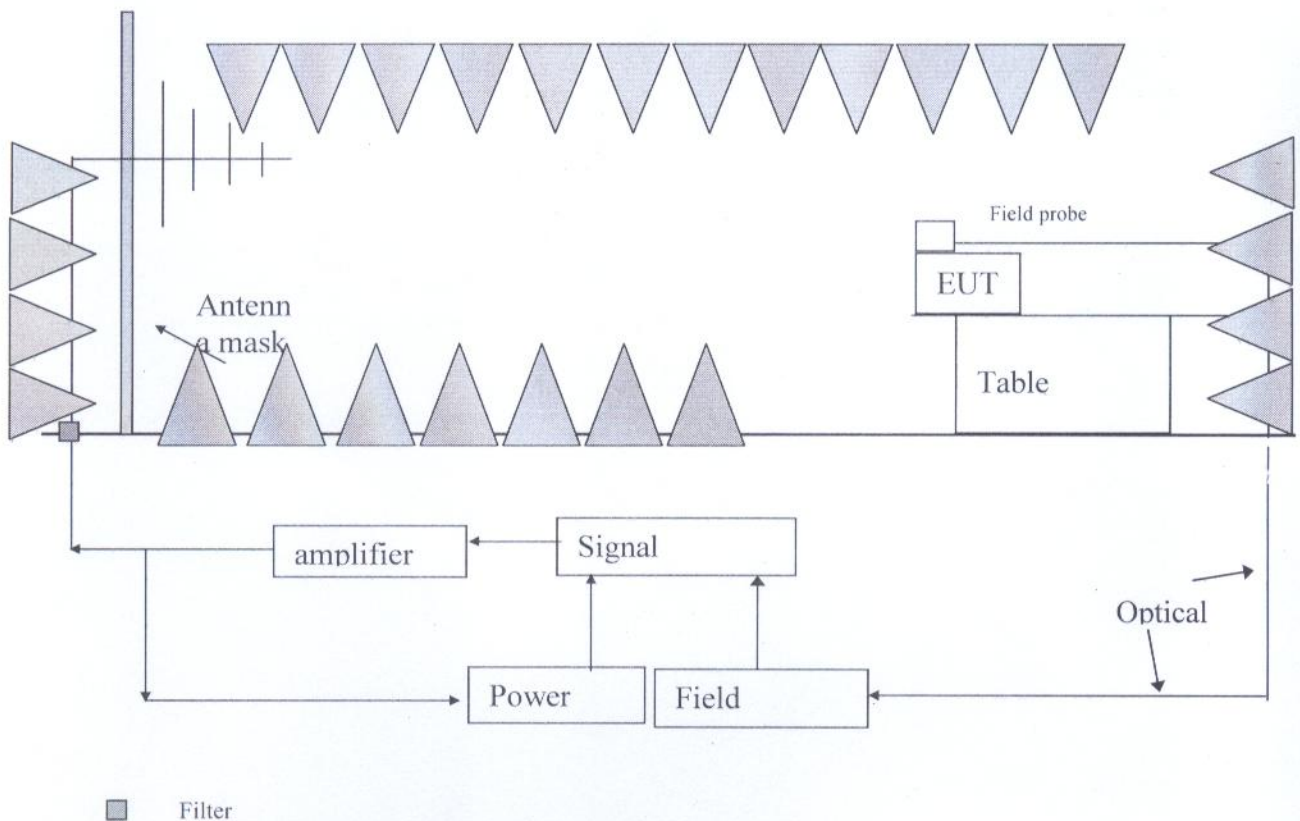 Field probe
EUT
Antenn
a mask
Table
amplifier
Signal
Optical
Power
Field
Filter